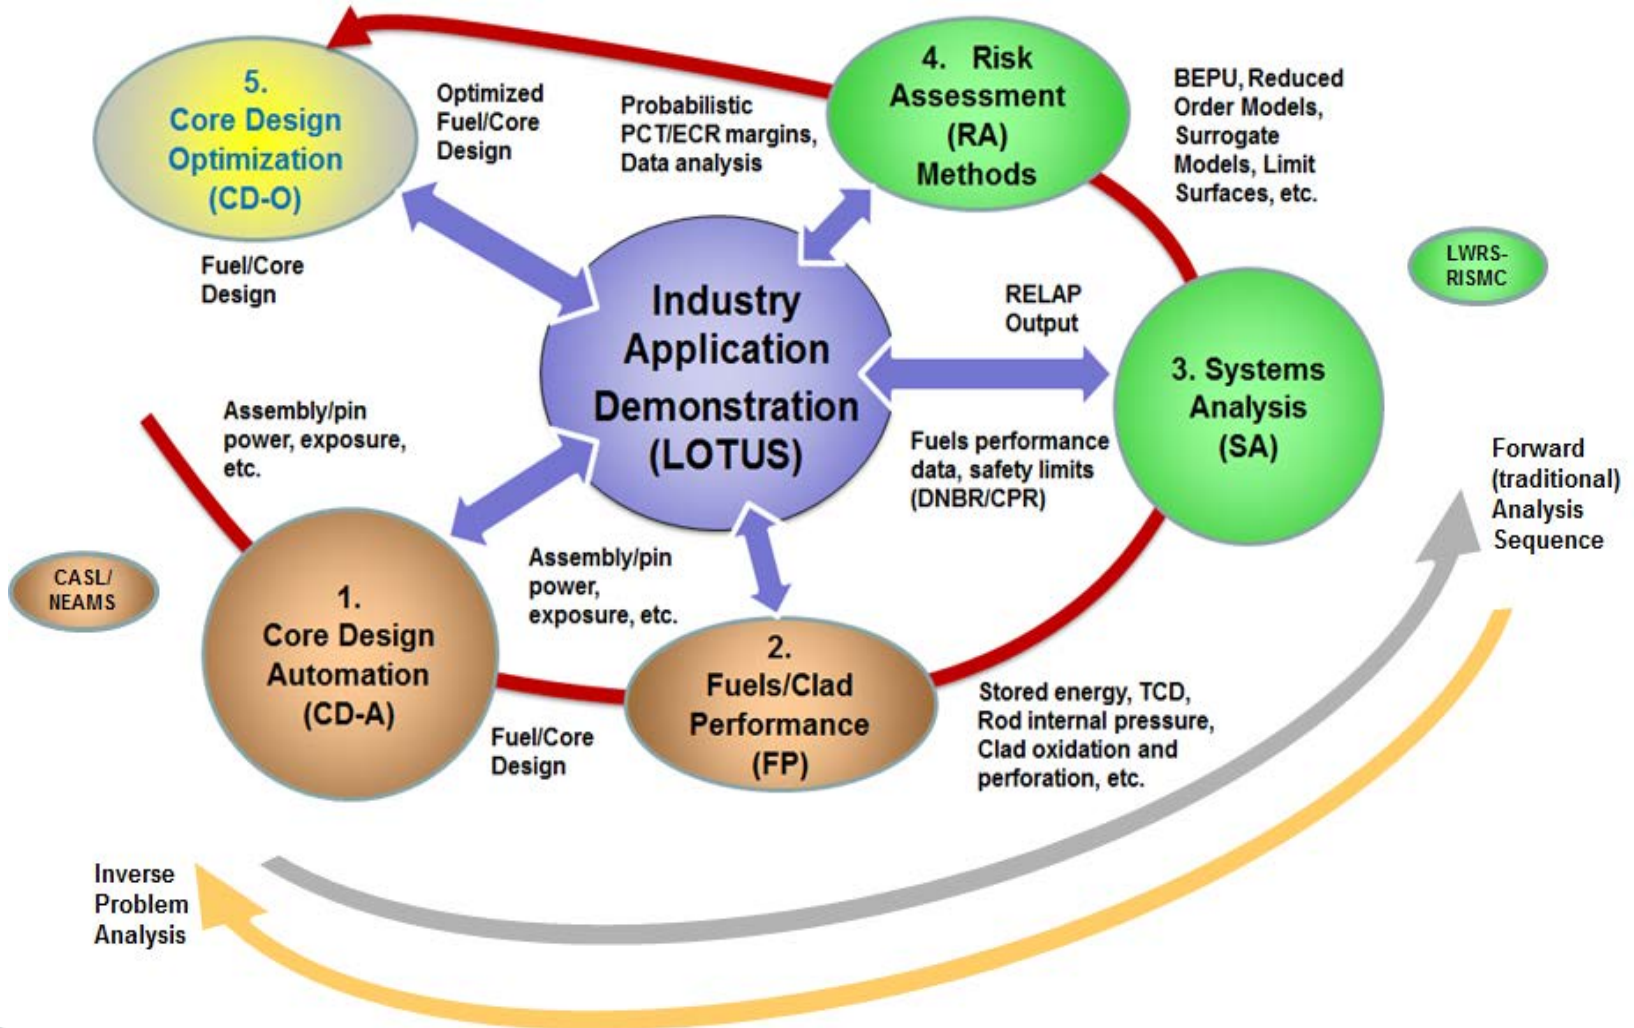 5.
Core Design
Optimization
(CD-O)
Optimized
Fuel/Core
Design
Probabilistic
PCT/ECR margins,
Data analysis
4. Risk
Assessment
(RA)
Methods
BEPU, Reduced
Order Models,
Surrogate
Models, Limit
Surfaces, etc.
Fuel/Core
Design
LWRS-
RISMC
Industry
Application
Demonstration
(LOTUS)
RELAP
Output
3. Systems
Analysis
(SA)
Assembly/pin
power, exposure,
etc.
Fuels performance
data, safety limits
(DNBR/CPR)
Forward
(traditional)
Analysis
Sequence
CASL/
NEAMS
1.
Core Design
Automation
(CD-A)
Assembly/pin
power,
exposure, etc.
2.
Fuels/Clad
Performance
(FP)
Fuel/Core
Design
Stored energy, TCD,
Rod internal pressure,
Clad oxidation and
perforation, etc.
Inverse
Problem
Analysis